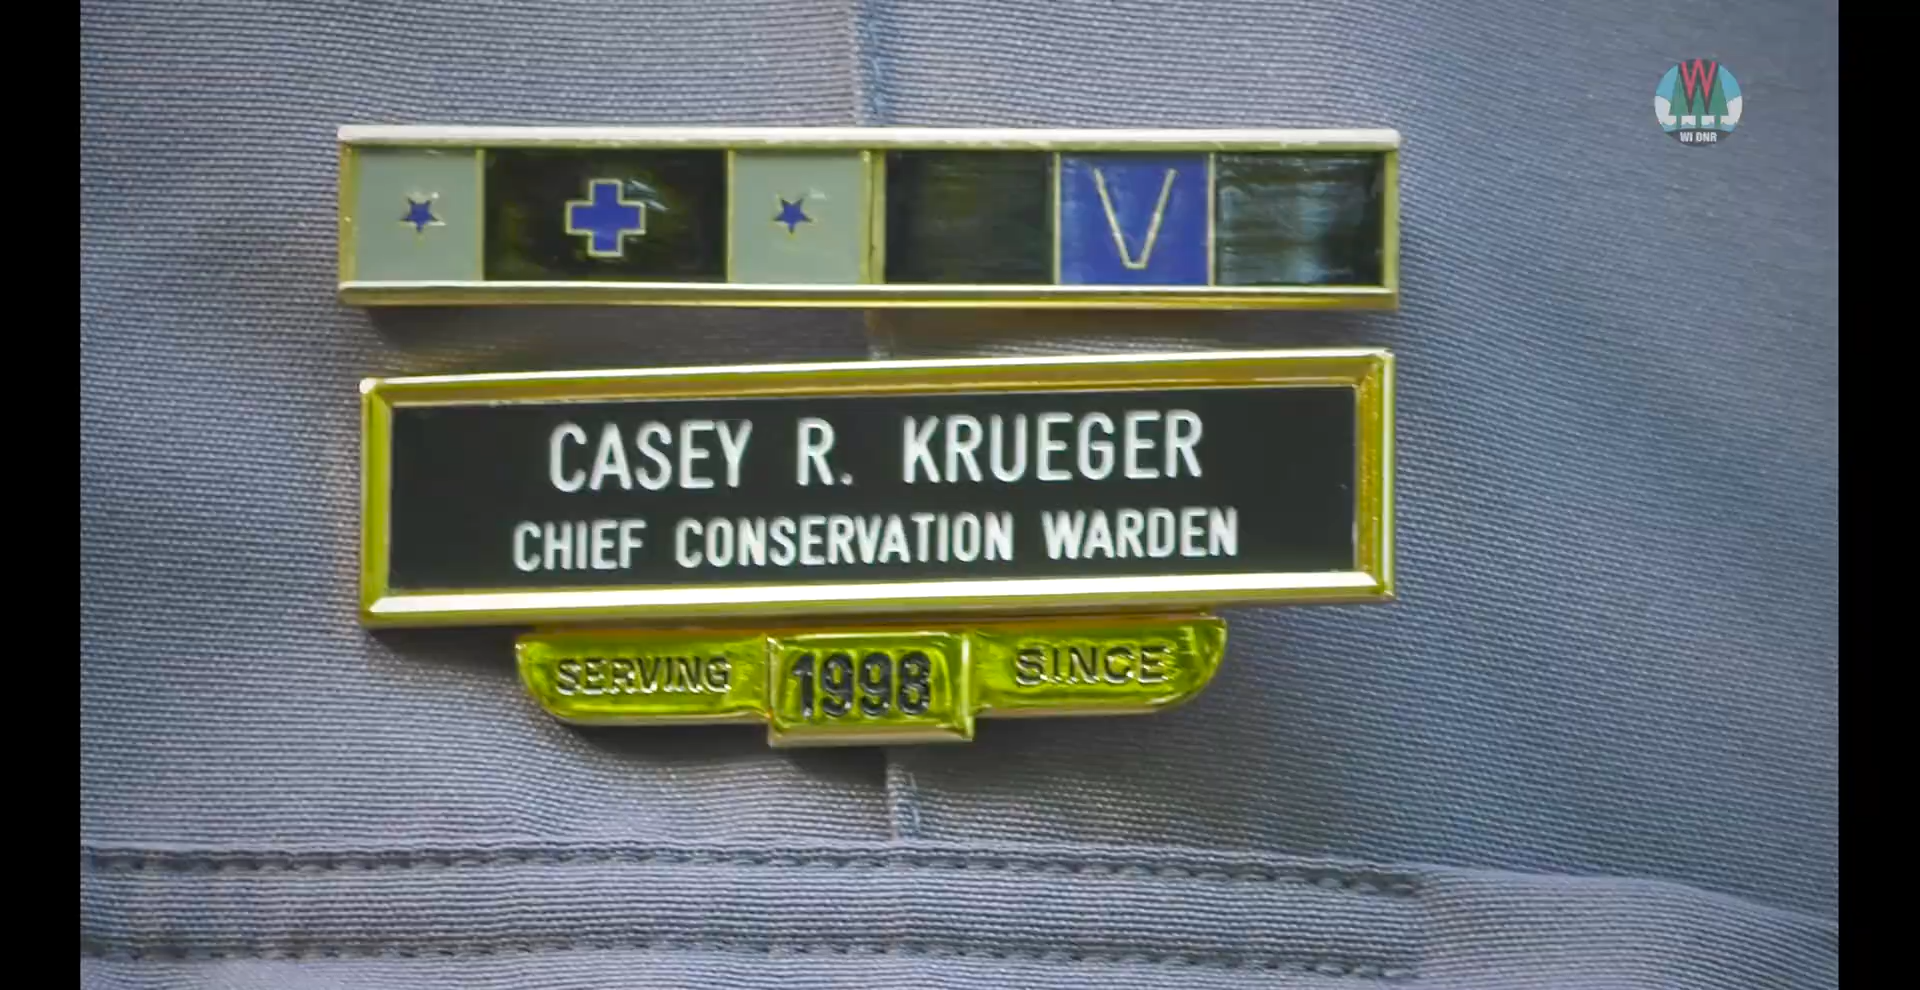 WI DNR
V
CASEY R. KRUEGER
CHIEF CONSERVATION WARDEN
SERVING 1998 SINCE